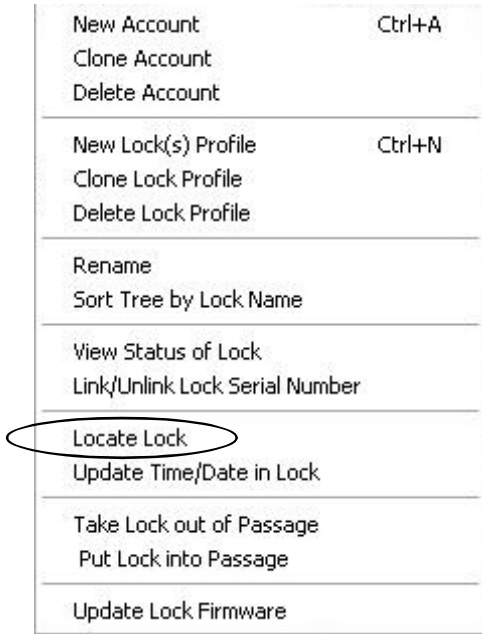 New Account Ctrl+A
Clone Account
Delete Account
New Lock(s) Profile Ctrl+N
Clone Lock Profile
Delete Lock Profile
Rename
Sort Tree by Lock Name
View Status of Lock
Link/Unlink Lock Serial Number
Locate Lock
Update Time/Date in Lock
Take Lock out of Passage
Put Lock into Passage
Update Lock Firmware